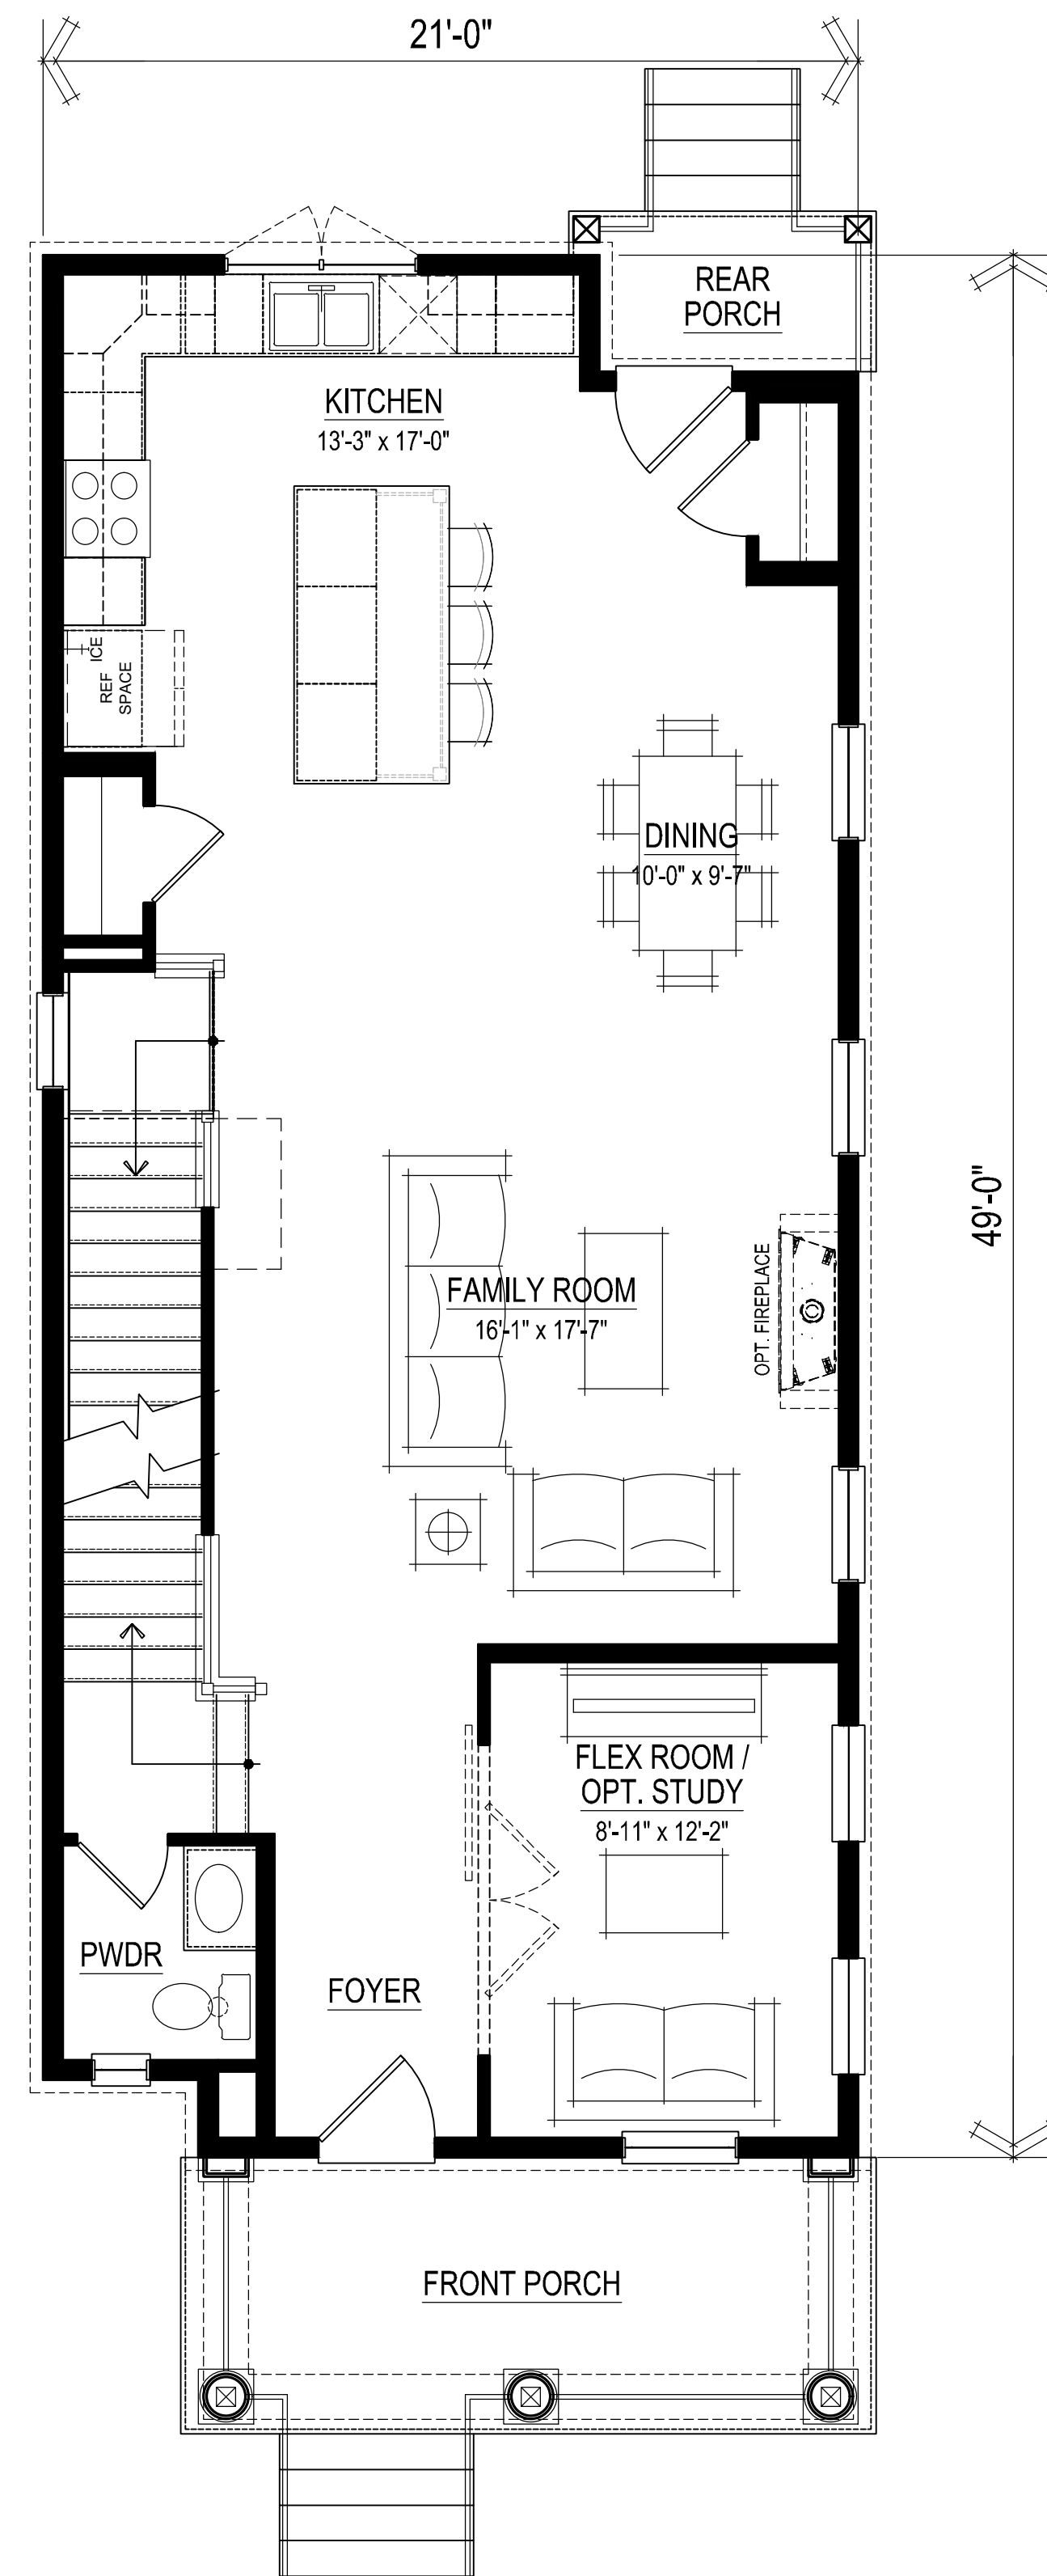 21'-0"
REAR
PORCH
KITCHEN
13'-3" x 17'-0"
ICE
REF
SPACE
DINING
10'-0" x 9'-7"
49'-0"
OPT. FIREPLACE
FAMILY ROOM
16'-1" x 17'-7"
FLEX ROOM /
OPT. STUDY
8'-11" x 12'-2"
PWDR
FOYER
FRONT PORCH